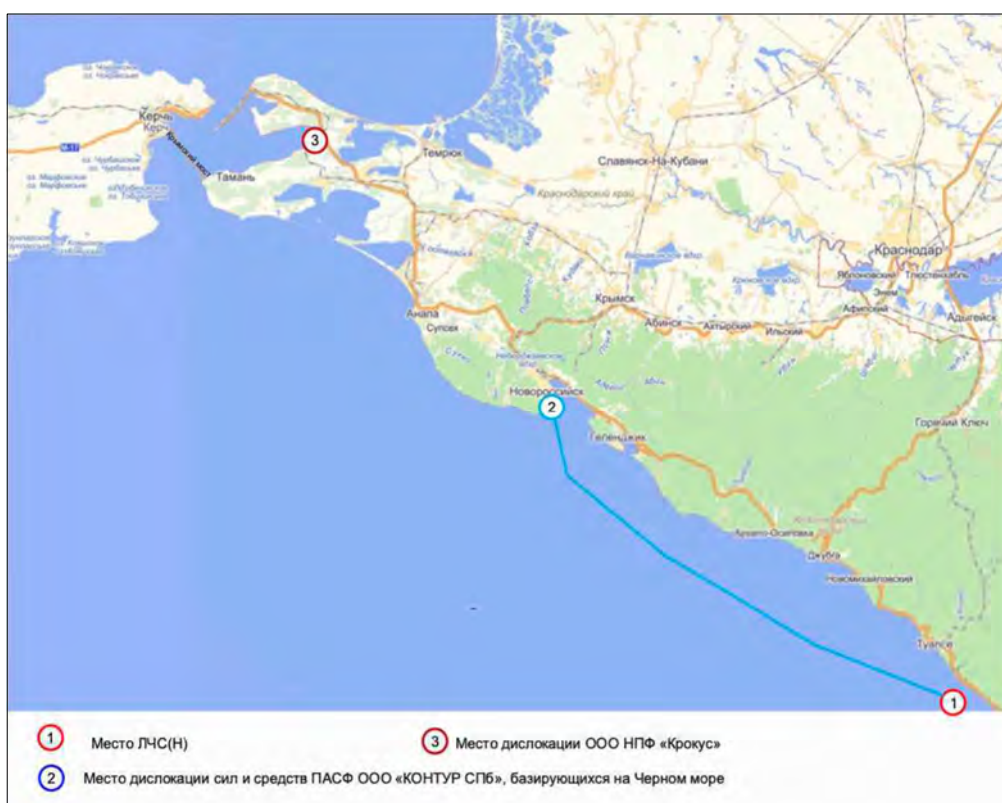 Керчь
Керч
М-17
Крымский мост
Тамань
Темрюк
Славянск-На-Кубани
Краснодарский край
Краснодар
Яблоновский
Тлюстенхабль
Энем
Афипский
Адыгейск
Анапа
Супсех
Крымск
Абинск
Ахтырский
Ильский
Новороссийск
Геленджик
Горячий Ключ
Архипо-Осиповка
Джубга
Новомихайловский
Туапсе
3
2
1
1 Место ЛЧС(Н)
3 Место дислокации ООО НПФ «Крокус»
2 Место дислокации сил и средств ПАСФ ООО «КОНТУР СПб», базирующихся на Черном море